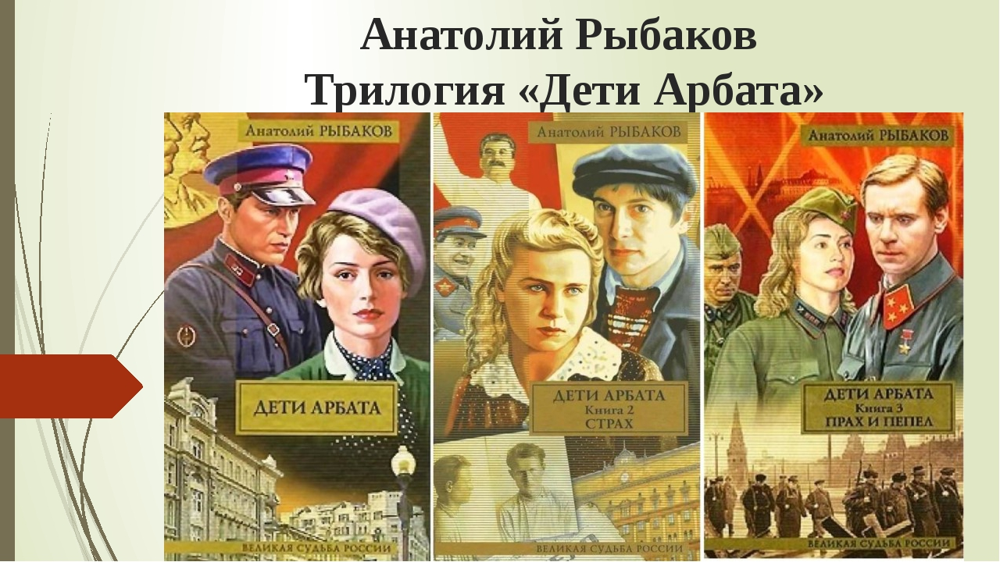 Анатолий Рыбаков
Трилогия «Дети Арбата»
Анатолий РЫБАКОВ
ДЕТИ АРБАТА
ВЕЛИКАЯ СУДЬБА РОССИИ
Анатолий РЫБАКОВ
ДЕТИ АРБАТА
Книга 2
СТРАХ
ВЕЛИКАЯ СУДЬБА РОССИИ
Анатолий РЫБАКОВ
ДЕТИ АРБАТА
Книга 3
ПРАХ И ПЕПЕЛ
ВЕЛИКАЯ СУДЬБА РОССИИ